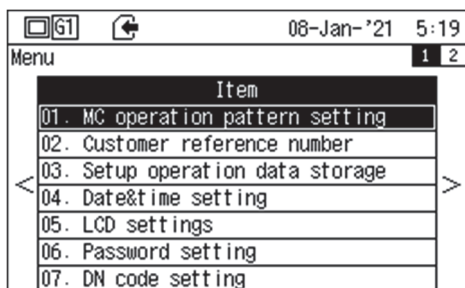 G1 08-Jan-'21 5:19
Menu 1 2
Item
01. MC operation pattern setting
02. Customer reference number
03. Setup operation data storage
< >
04. Date&time setting
05. LCD settings
06. Password setting
07. DN code setting